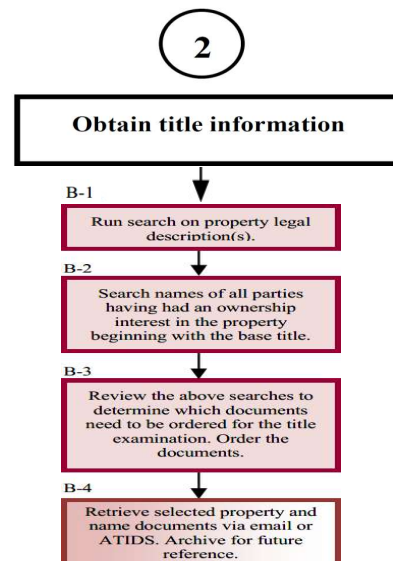 2
Obtain title information
B-1
Run search on property legal
description(s).
B-2
Search names of all parties
having had an ownership
interest in the property
beginning with the base title.
B-3
Review the above searches to
determine which documents
need to be ordered for the title
examination. Order the
documents.
B-4
Retrieve selected property and
name documents via email or
ATIDS. Archive for future
reference.